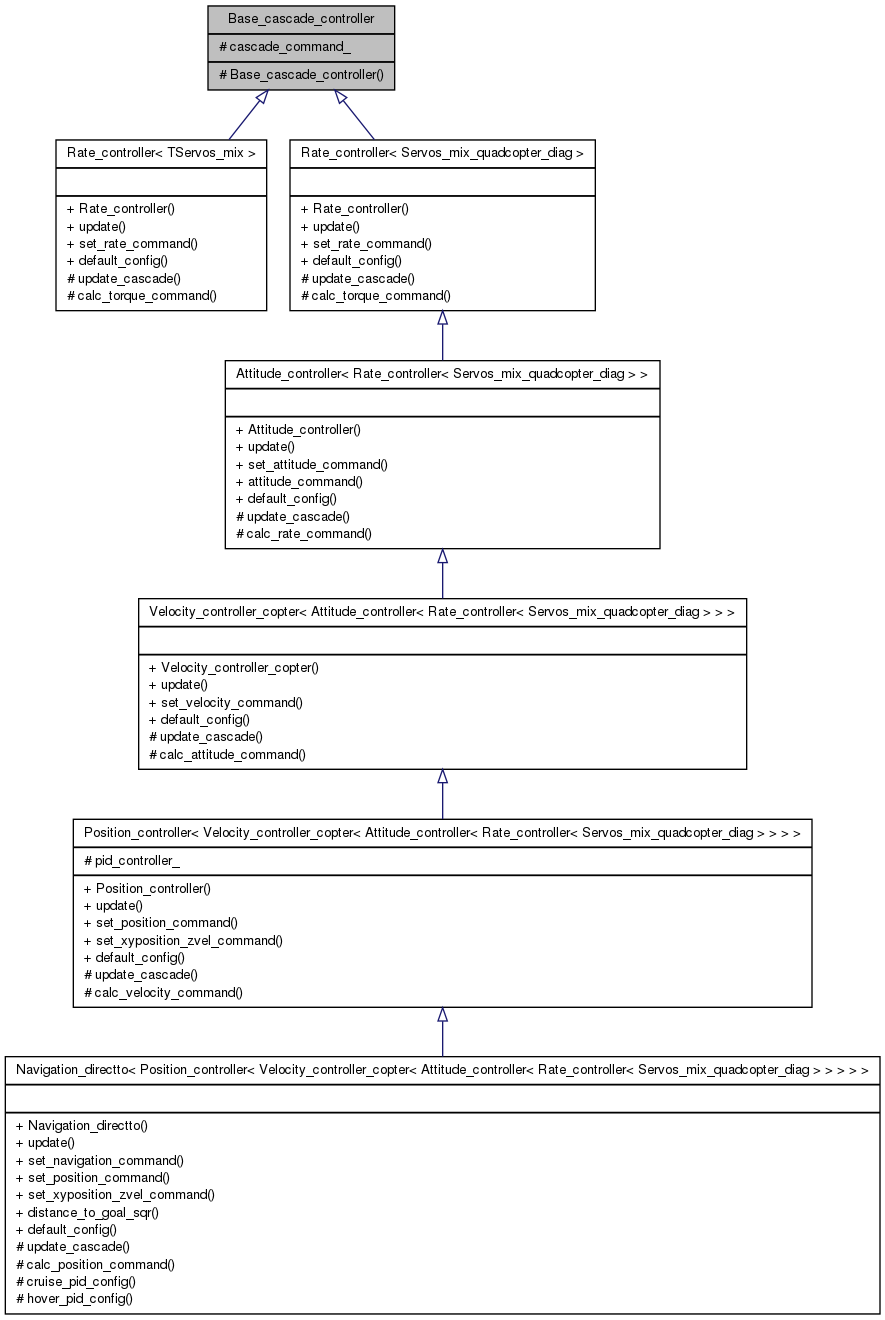 Base_cascade_controller
# cascade_command_
# Base_cascade_controller()
Rate_controller< TServos_mix >
+ Rate_controller()
+ update()
+ set_rate_command()
+ default_config()
# update_cascade()
# calc_torque_command()
Rate_controller< Servos_mix_quadcopter_diag >
+ Rate_controller()
+ update()
+ set_rate_command()
+ default_config()
# update_cascade()
# calc_torque_command()
Attitude_controller< Rate_controller< Servos_mix_quadcopter_diag > >
+ Attitude_controller()
+ update()
+ set_attitude_command()
+ attitude_command()
+ default_config()
# update_cascade()
# calc_rate_command()
Velocity_controller_copter< Attitude_controller< Rate_controller< Servos_mix_quadcopter_diag > > >
+ Velocity_controller_copter()
+ update()
+ set_velocity_command()
+ default_config()
# update_cascade()
# calc_attitude_command()
Position_controller< Velocity_controller_copter< Attitude_controller< Rate_controller< Servos_mix_quadcopter_diag > > > >
# pid_controller_
+ Position_controller()
+ update()
+ set_position_command()
+ set_xyposition_zvel_command()
+ default_config()
# update_cascade()
# calc_velocity_command()
Navigation_directto< Position_controller< Velocity_controller_copter< Attitude_controller< Rate_controller< Servos_mix_quadcopter_diag > > > > >
+ Navigation_directto()
+ update()
+ set_navigation_command()
+ set_position_command()
+ set_xyposition_zvel_command()
+ distance_to_goal_sqr()
+ default_config()
# update_cascade()
# calc_position_command()
# cruise_pid_config()
# hover_pid_config()